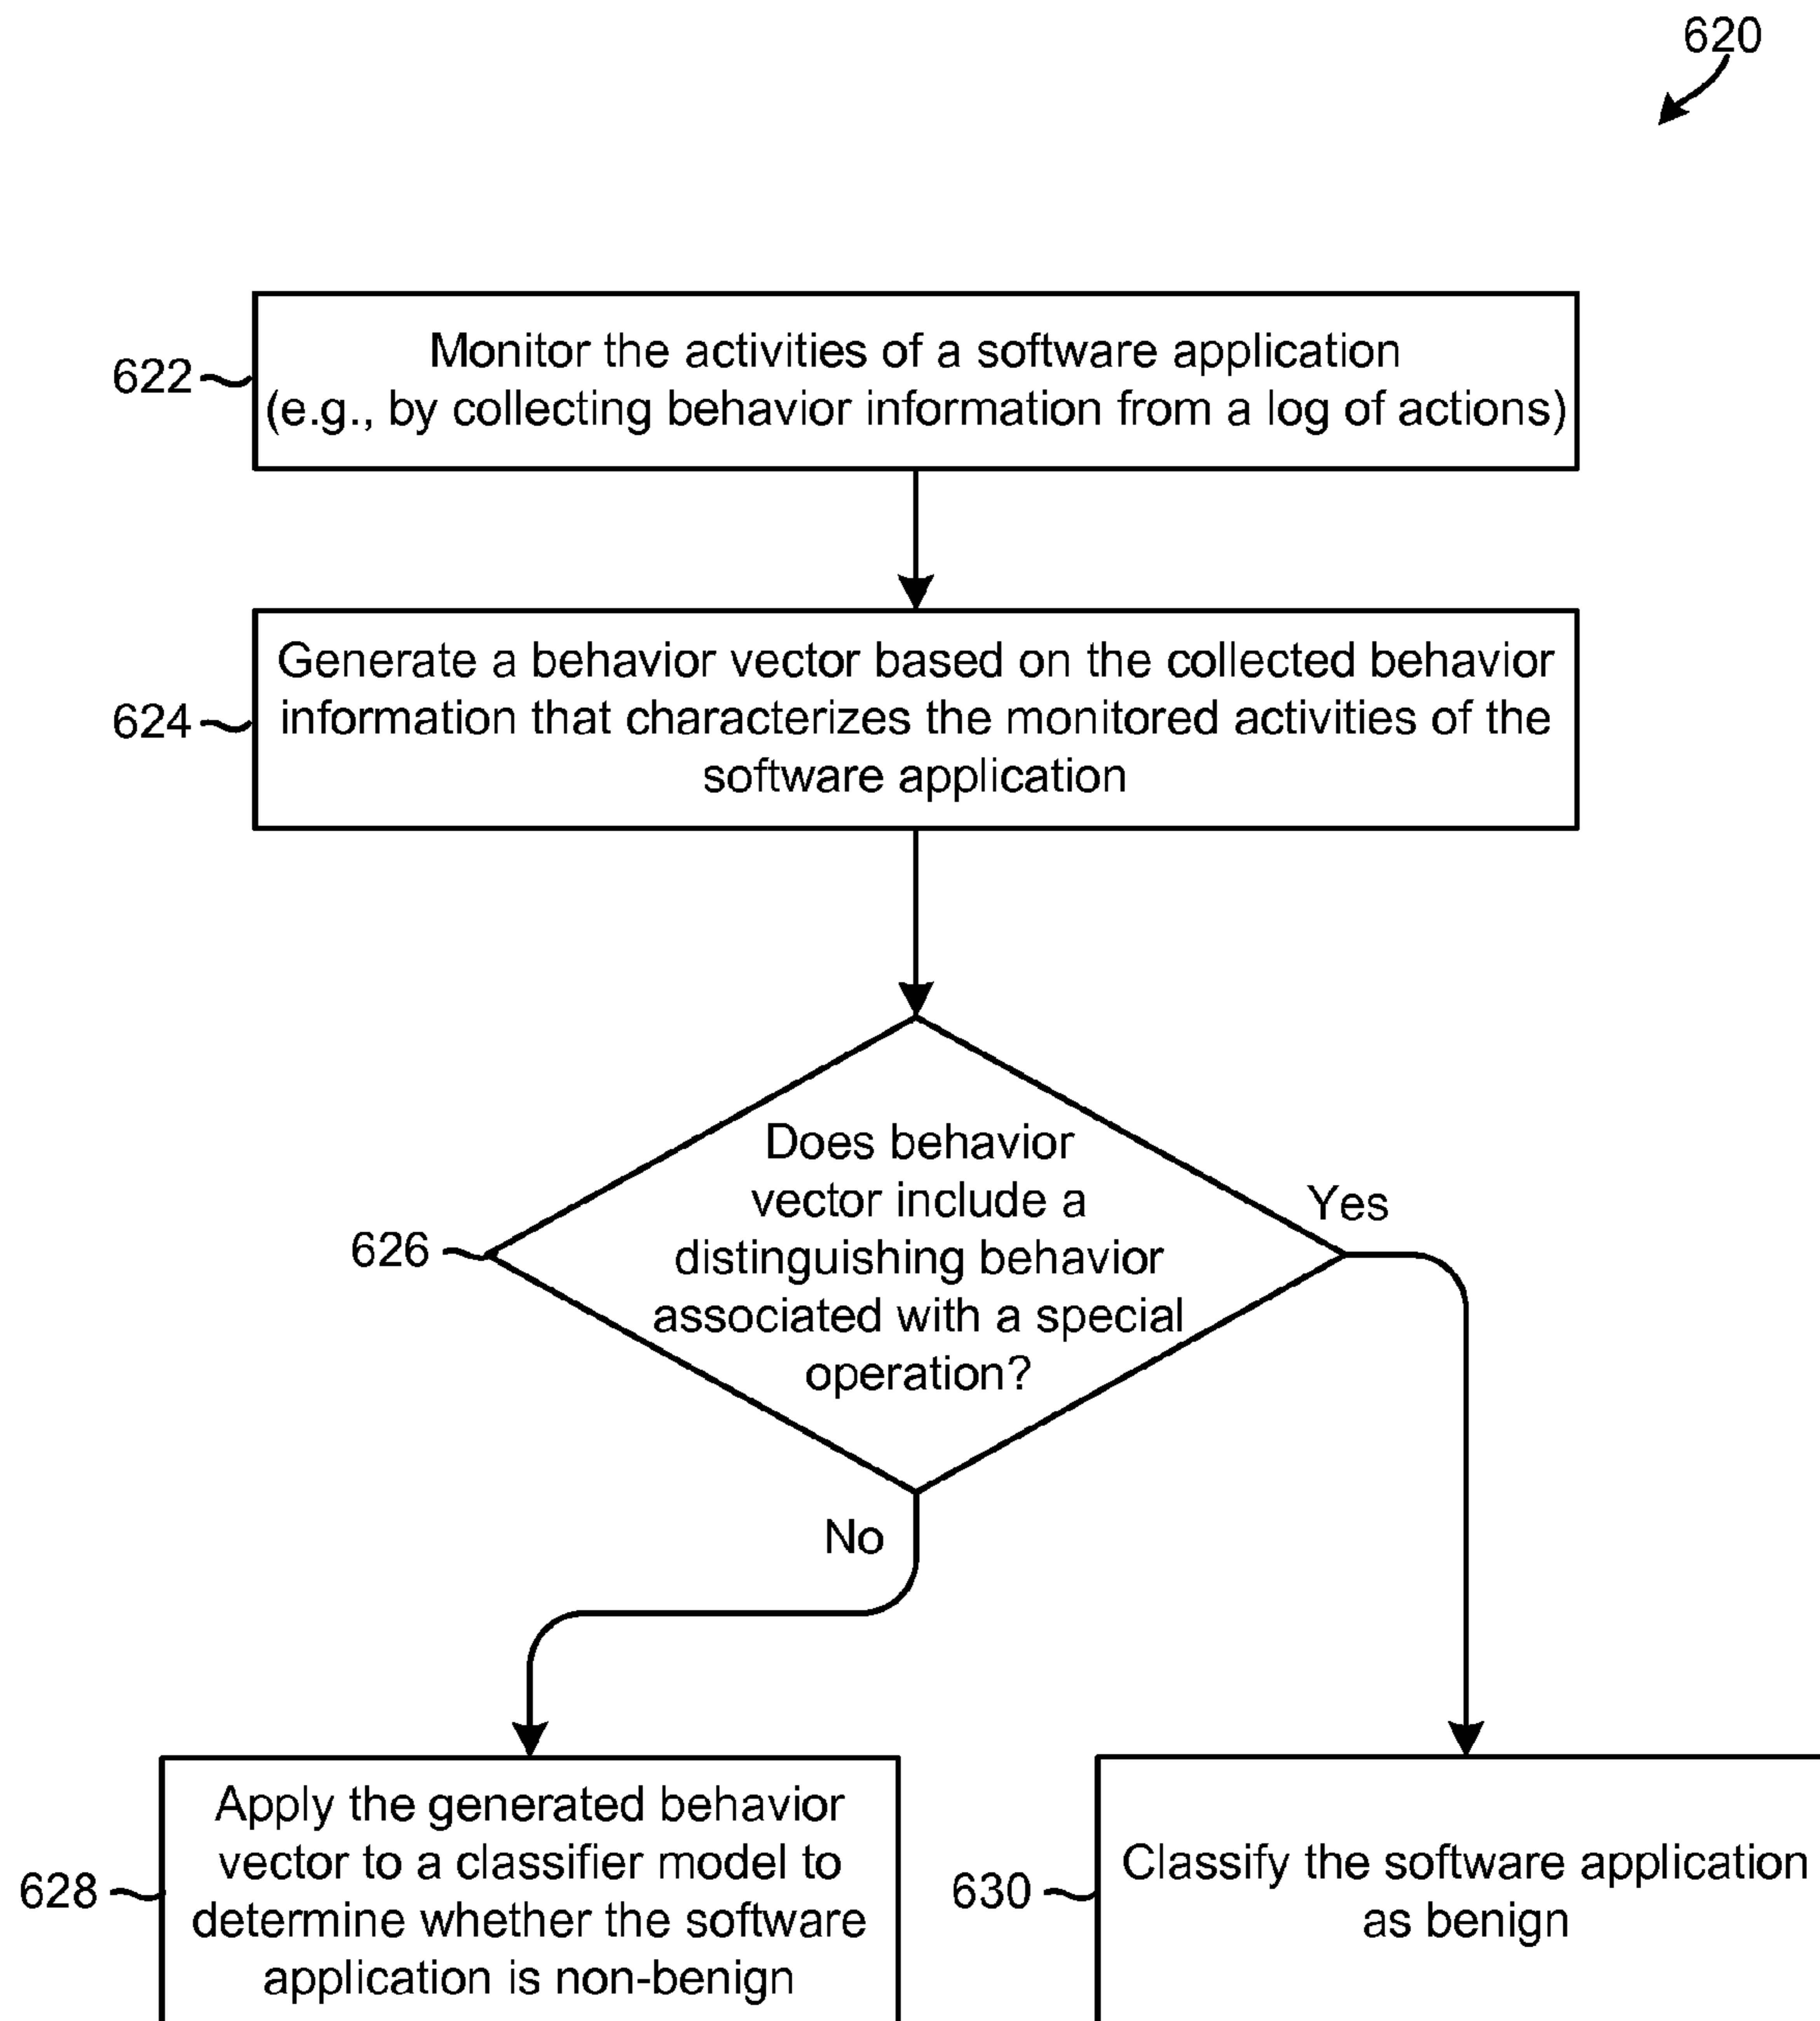 620
622
Monitor the activities of a software application
(e.g., by collecting behavior information from a log of actions)
624
Generate a behavior vector based on the collected behavior
information that characterizes the monitored activities of the
software application
626
Does behavior
vector include a
distinguishing behavior
associated with a special
operation?
Yes
No
628
Apply the generated behavior
vector to a classifier model to
determine whether the software
application is non-benign
630
Classify the software application
as benign